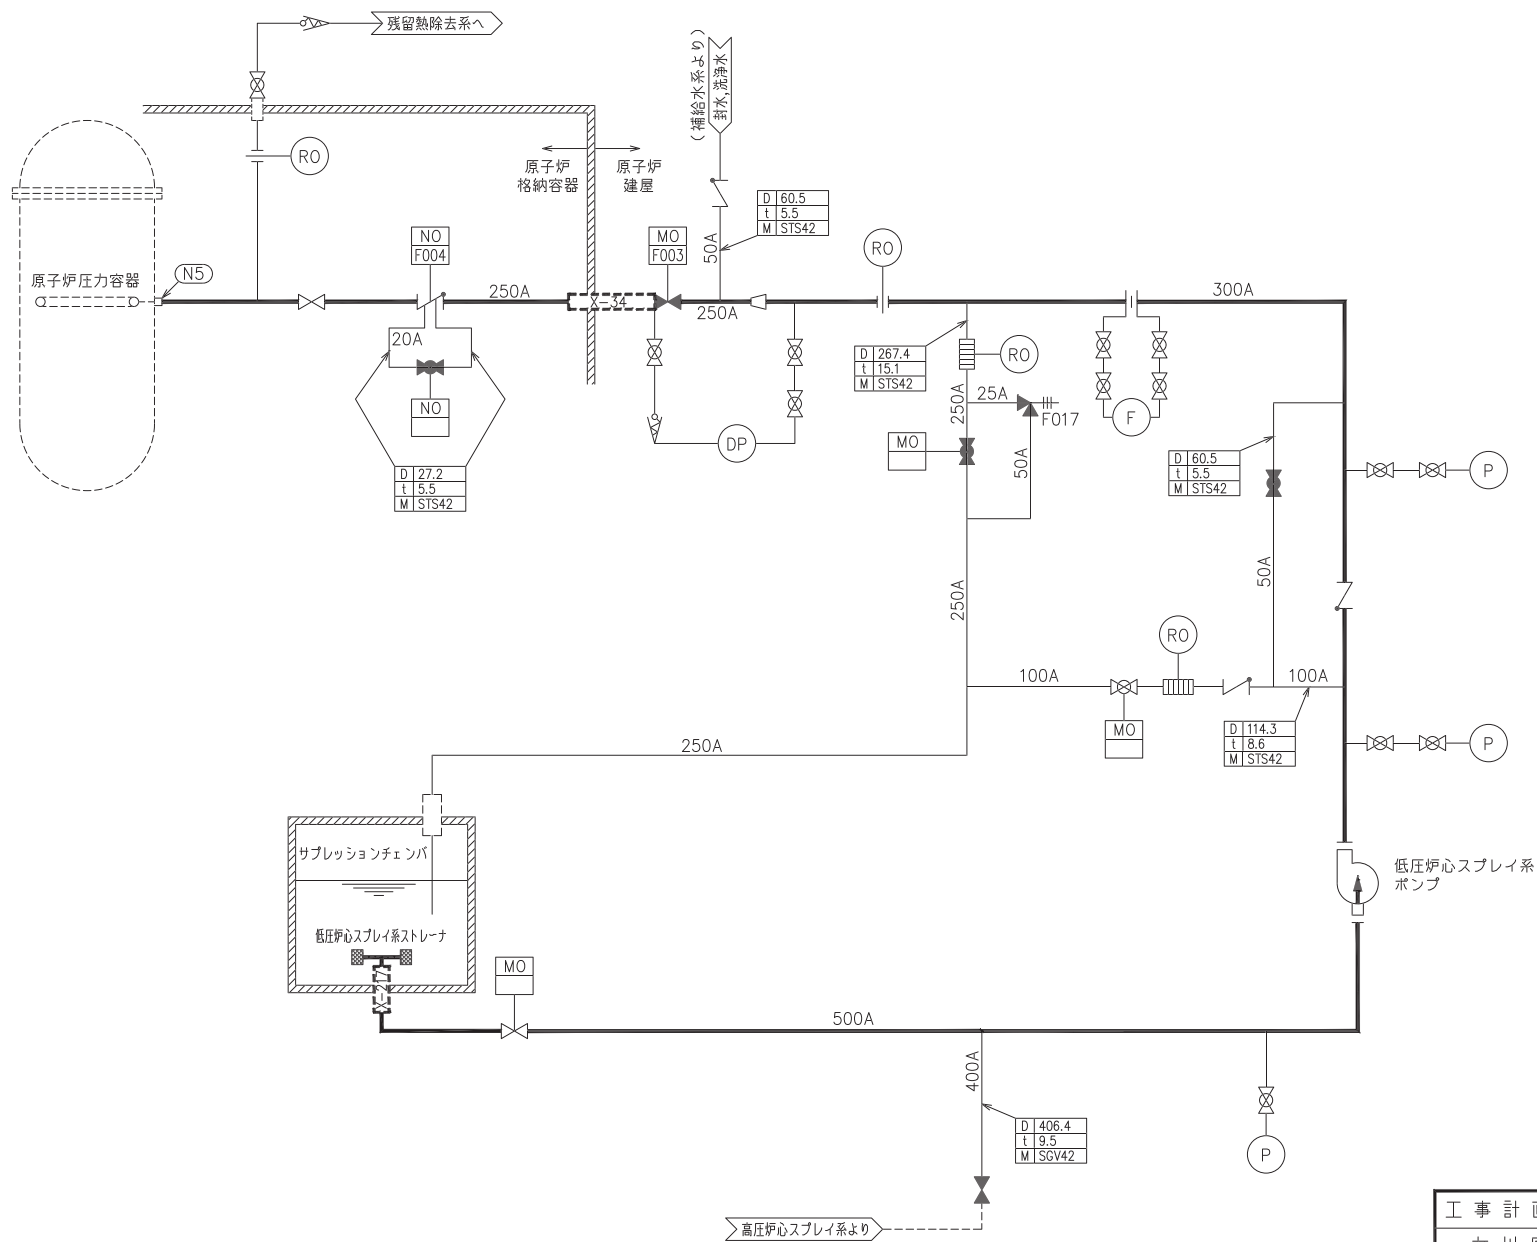 残留熱除去系へ
(補給水系より)
封水,洗浄水
RO
原子炉
格納容器
原子炉
建屋
D 60.5
t 5.5
M STS42
NO
F004
MO
F003
50A
RO
原子炉圧力容器
N5
250A
X-34
250A
300A
20A
NO
D 27.2
t 5.5
M STS42
DP
D 267.4
t 15.1
M STS42
RO
250A
25A
F017
MO
50A
F
D 60.5
t 5.5
M STS42
P
250A
50A
RO
100A
100A
MO
D 114.3
t 8.6
M STS42
P
250A
サプレッションチェンバ
低圧炉心スプレイ系ストレーナ
MO
低圧炉心スプレイ系
ポンプ
500A
400A
D 406.4
t 9.5
M SGV42
P
高圧炉心スプレイ系より
工事計